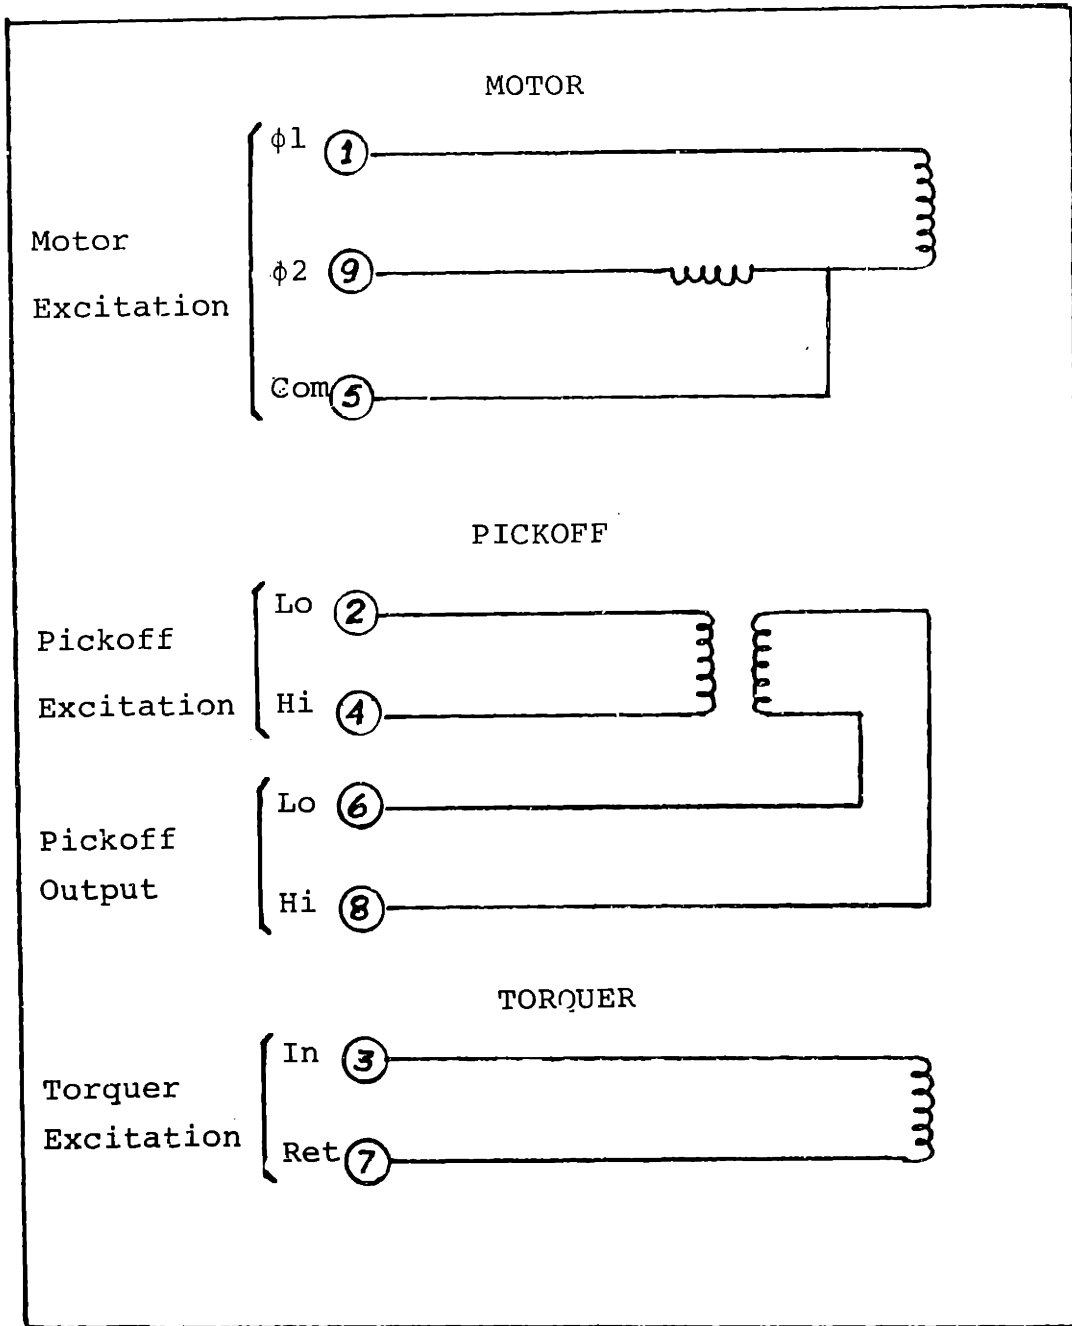 MOTOR
ϕ1 1
Motor
Excitation
ϕ2 9
Com 5
PICKOFF
Lo 2
Pickoff
Excitation
Hi 4
Lo 6
Pickoff
Output
Hi 8
TORQUER
In 3
Torquer
Excitation
Ret 7